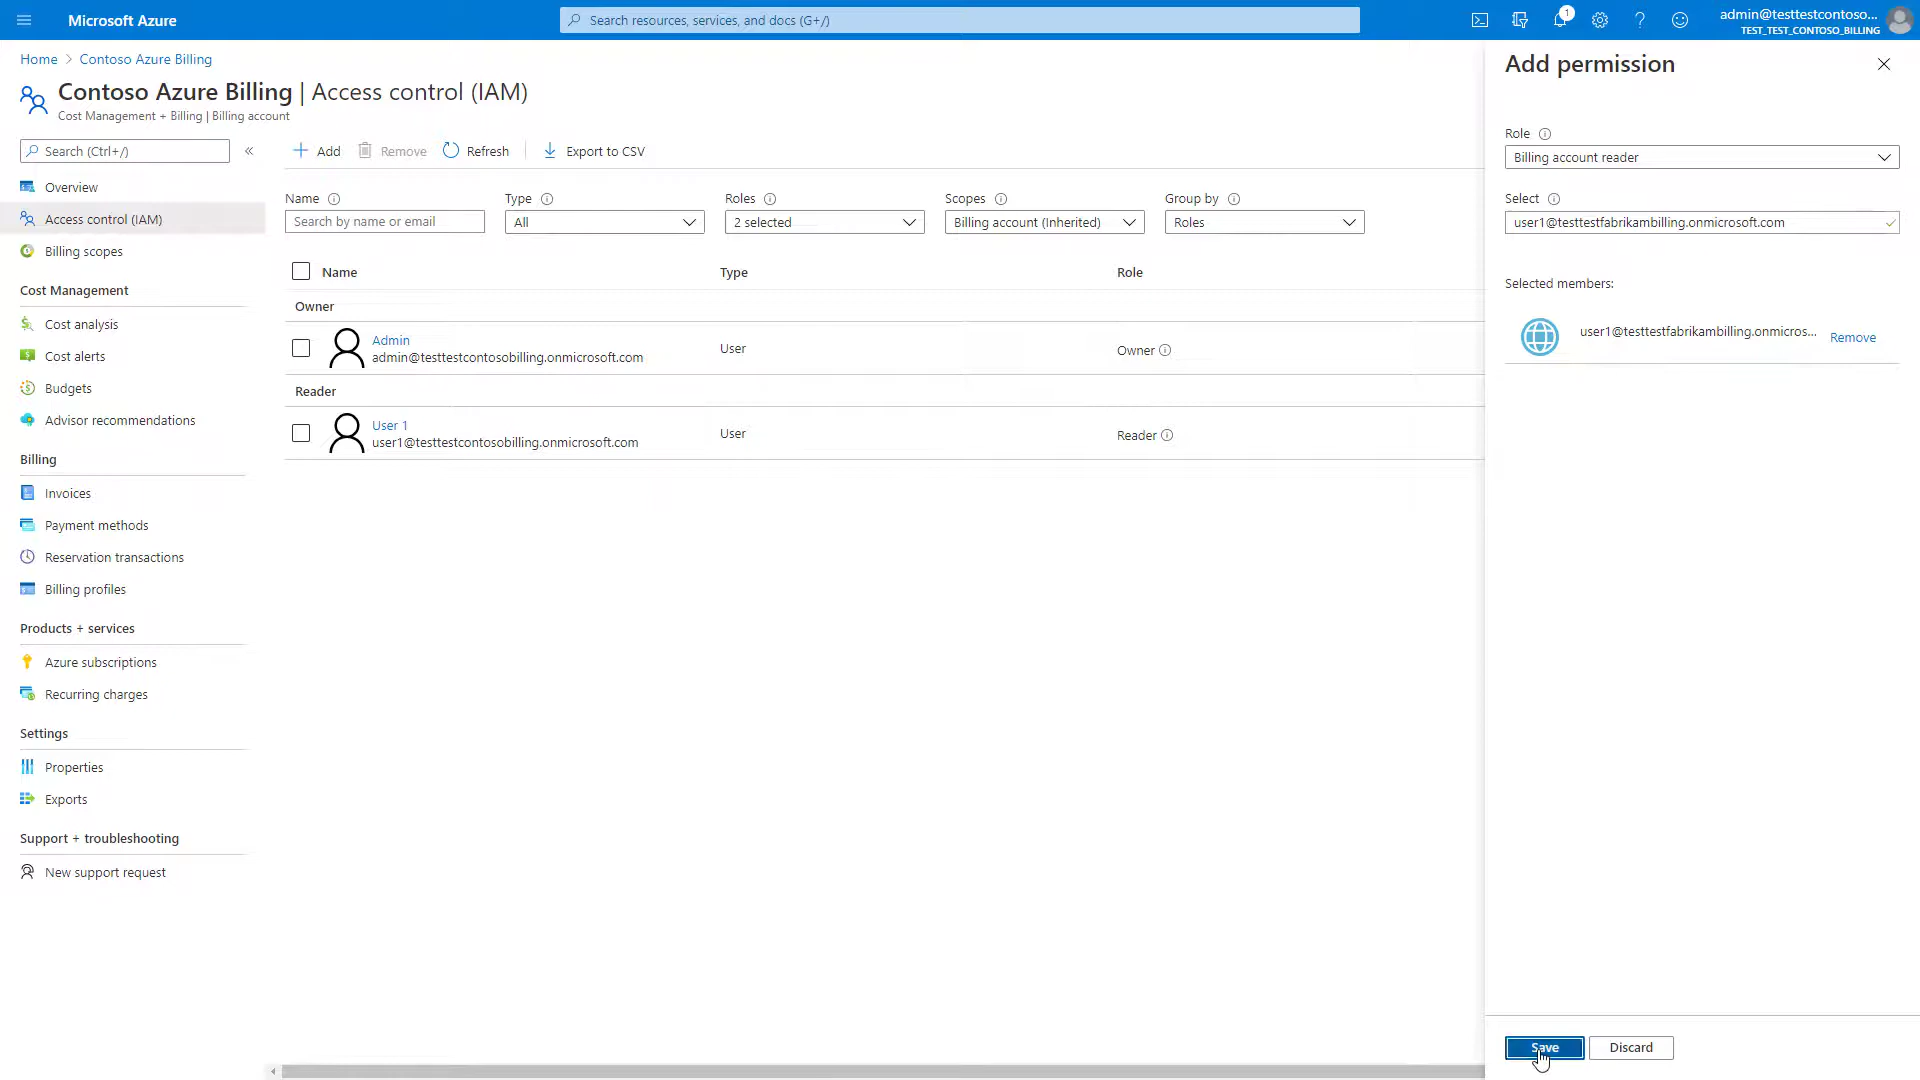 Microsoft Azure
Search resources, services, and docs (G+/)
1
admin@testtestcontoso...
TEST_TEST_CONTOSO_BILLING
Home > Contoso Azure Billing
Contoso Azure Billing | Access control (IAM)
Cost Management + Billing | Billing account
Search (Ctrl+/)
«
Overview
Access control (IAM)
Billing scopes
Cost Management
Cost analysis
Cost alerts
Budgets
Advisor recommendations
Billing
Invoices
Payment methods
Reservation transactions
Billing profiles
Products + services
Azure subscriptions
Recurring charges
Settings
Properties
Exports
Support + troubleshooting
New support request
Add Remove Refresh Export to CSV
Name Type Roles Scopes Group by
Search by name or email All 2 selected Billing account (Inherited) Roles
Name Type Role
Owner
Admin
admin@testtestcontosobilling.onmicrosoft.com User Owner
Reader
User 1
user1@testtestcontosobilling.onmicrosoft.com User Reader
Add permission
Role
Billing account reader
Select
user1@testtestfabrikambilling.onmicrosoft.com
Selected members:
user1@testtestfabrikambilling.onmicros... Remove
Save Discard